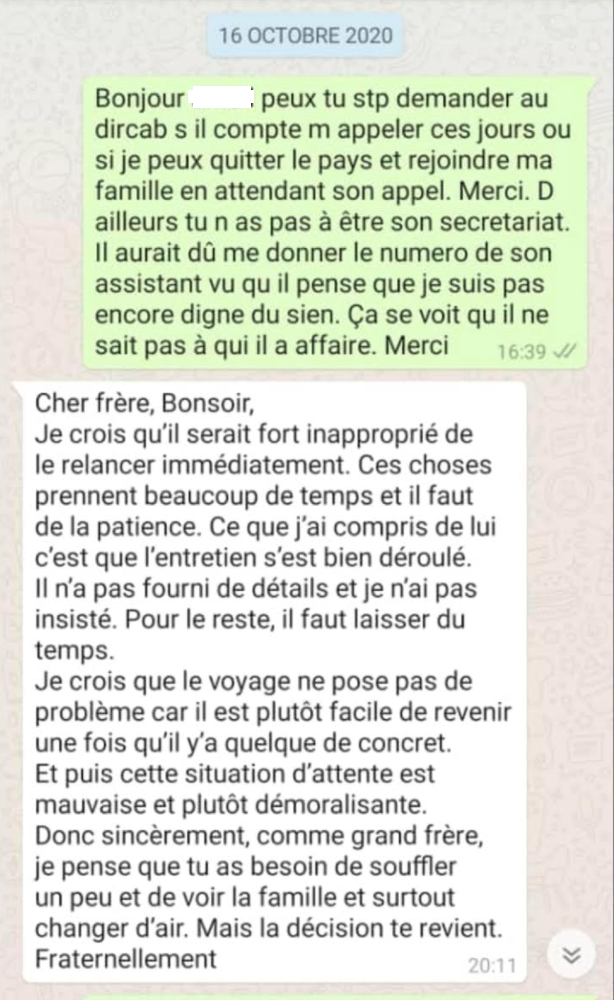 16 OCTOBRE 2020
Bonjour peux tu stp demander au
dircab s il compte m appeler ces jours ou
si je peux quitter le pays et rejoindre ma
famille en attendant son appel. Merci. D
ailleurs tu n as pas à être son secretariat.
Il aurait dû me donner le numero de son
assistant vu qu il pense que je suis pas
encore digne du sien. Ça se voit qu il ne
sait pas à qui il a affaire. Merci
16:39
Cher frère, Bonsoir,
Je crois qu’il serait fort inapproprié de
le relancer immédiatement. Ces choses
prennent beaucoup de temps et il faut
de la patience. Ce que j’ai compris de lui
c’est que l’entretien s’est bien déroulé.
Il n’a pas fourni de détails et je n’ai pas
insisté. Pour le reste, il faut laisser du
temps.
Je crois que le voyage ne pose pas de
problème car il est plutôt facile de revenir
une fois qu’il y’a quelque de concret.
Et puis cette situation d’attente est
mauvaise et plutôt démoralisante.
Donc sincèrement, comme grand frère,
je pense que tu as besoin de souffler
un peu et de voir la famille et surtout
changer d’air. Mais la décision te revient.
Fraternellement
20:11